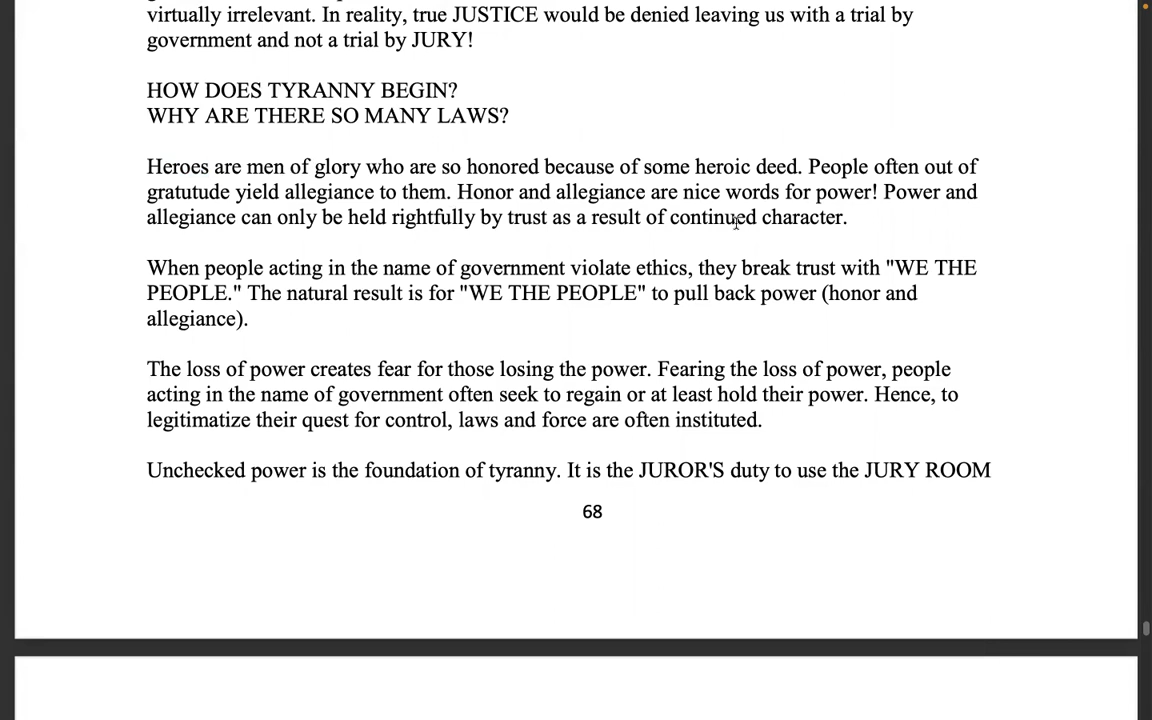 virtually irrelevant. In reality, true JUSTICE would be denied leaving us with a trial by
government and not a trial by JURY!
HOW DOES TYRANNY BEGIN?
WHY ARE THERE SO MANY LAWS?
Heroes are men of glory who are so honored because of some heroic deed. People often out of
gratutude yield allegiance to them. Honor and allegiance are nice words for power! Power and
allegiance can only be held rightfully by trust as a result of continued character.
When people acting in the name of government violate ethics, they break trust with "WE THE
PEOPLE." The natural result is for "WE THE PEOPLE" to pull back power (honor and
allegiance).
The loss of power creates fear for those losing the power. Fearing the loss of power, people
acting in the name of government often seek to regain or at least hold their power. Hence, to
legitimatize their quest for control, laws and force are often instituted.
Unchecked power is the foundation of tyranny. It is the JUROR'S duty to use the JURY ROOM
68